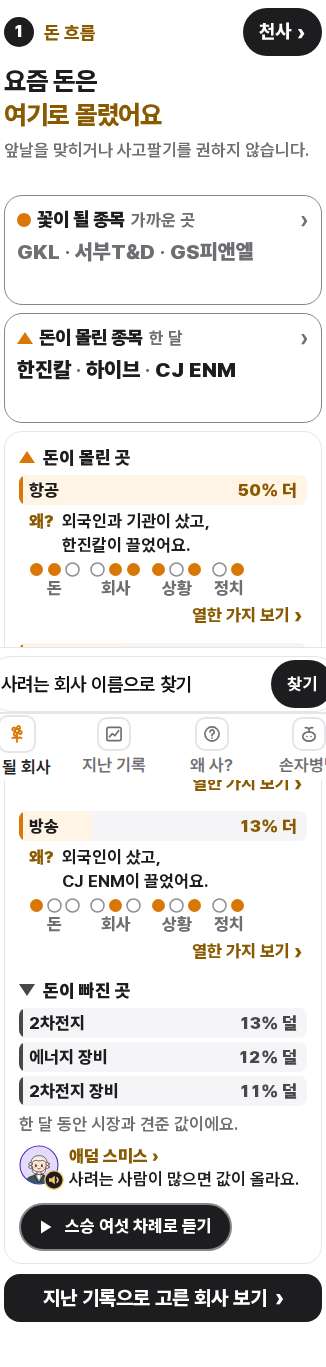 1 돈 흐름
천사 ›
요즘 돈은
여기로 몰렸어요
앞날을 맞히거나 사고팔기를 권하지 않습니다.
꽃이 될 종목 가까운 곳 ›
GKL · 서부T&D · GS피앤엘
돈이 몰린 종목 한 달 ›
한진칼 · 하이브 · CJ ENM
돈이 몰린 곳
항공 50% 더
왜? 외국인과 기관이 샀고,
한진칼이 끌었어요.
돈 회사 상황 정치
열한 가지 보기 ›
사려는 회사 이름으로 찾기 찾기
될 회사 지난 기록 왜 사? 손자병
열한 가지 보기 ›
방송 13% 더
왜? 외국인이 샀고,
CJ ENM이 끌었어요.
돈 회사 상황 정치
열한 가지 보기 ›
돈이 빠진 곳
2차전지 13% 덜
에너지 장비 12% 덜
2차전지 장비 11% 덜
한 달 동안 시장과 견준 값이에요.
애덤 스미스 ›
사려는 사람이 많으면 값이 올라요.
스승 여섯 차례로 듣기
지난 기록으로 고른 회사 보기 ›